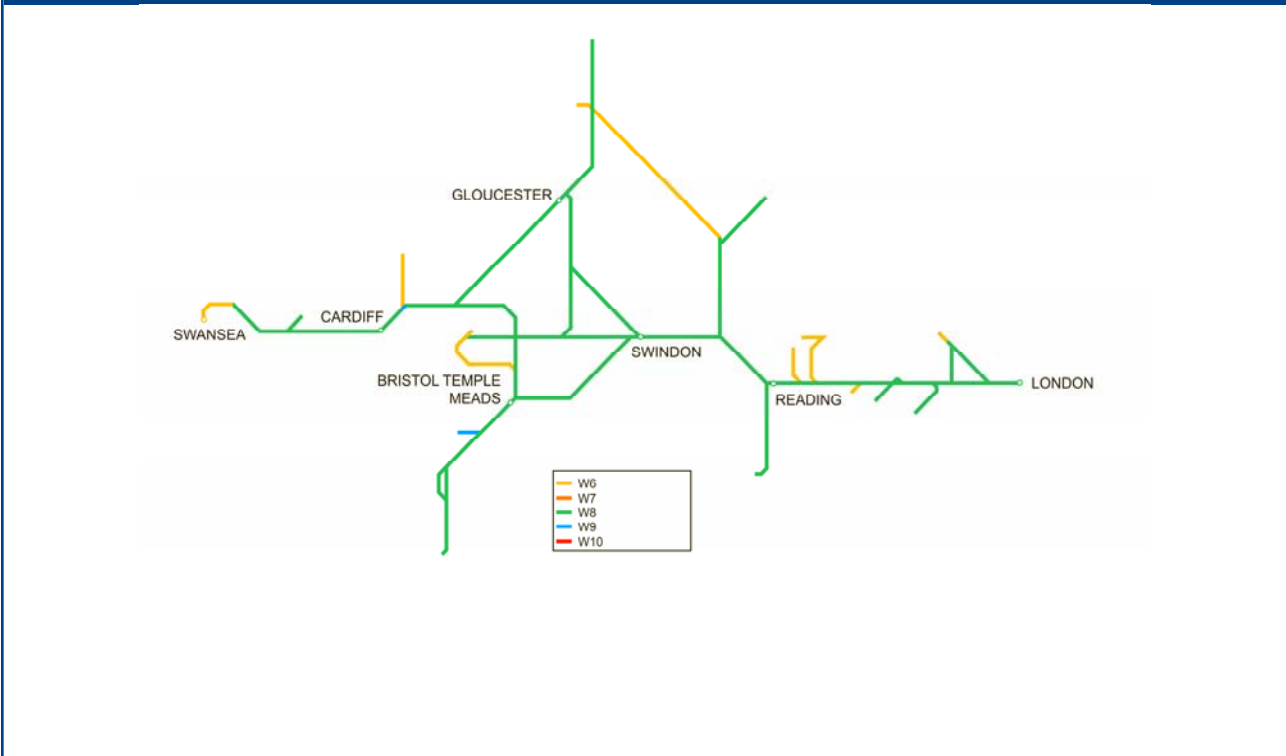 GLOUCESTER
CARDIFF
SWANSEA
SWINDON
BRISTOL TEMPLE
MEADS
READING
LONDON
W6
W7
W8
W9
W10